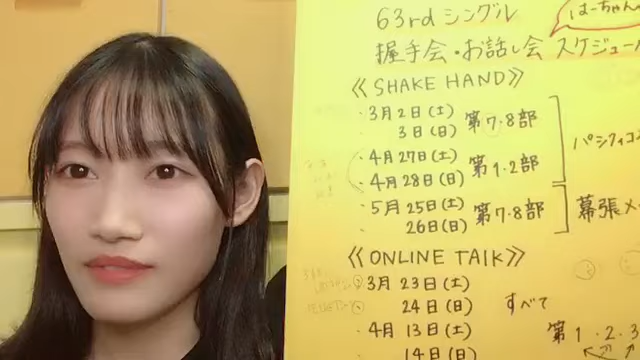 63rd シングル
はーちゃん
握手会・お話し会 スケジュール
《SHAKE HAND》
・3月2日(土) 第7・8部
3日(日)
・4月27日(土) 第1・2部
4月28日(日)
・5月25日(土) 第7・8部
26日(日)
パシフィコ
幕張メ
《ONLINE TAlK》
3月23日(土)
24日(日) すべて
・4月13日(土) 第1・2・3
14日(日)